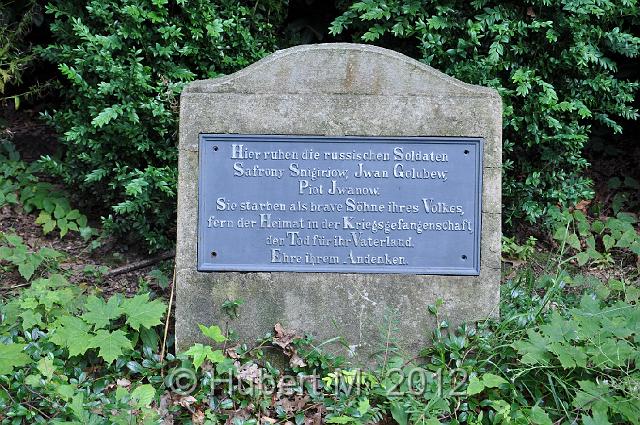 Hier ruhen die russischen Soldaten
Safrony Snigirjow, Jwan Golubew,
Piot Jwanow.
Sie starben als brave Söhne ihres Volkes,
fern der Heimat in der Kriegsgefangenschaft
den Tod für ihr Vaterland.
Ehre ihrem Andenken.
© Hubert M. 2012